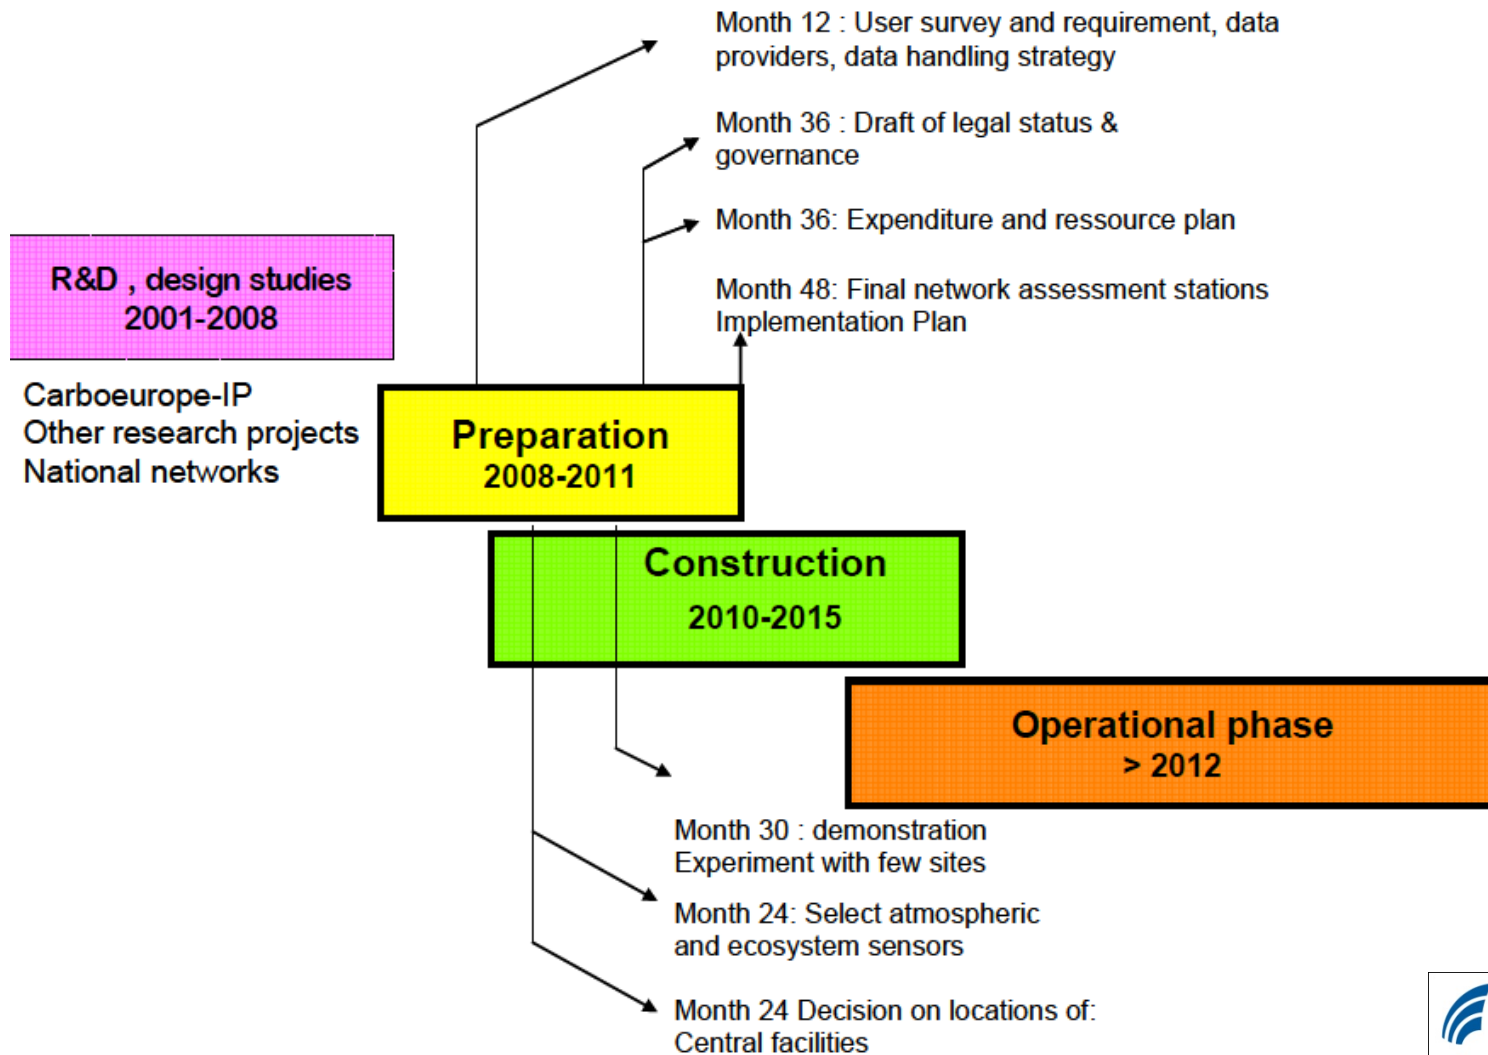 Month 12 : User survey and requirement, data
providers, data handling strategy
Month 36 : Draft of legal status &
governance
Month 36: Expenditure and ressource plan
Month 48: Final network assessment stations
Implementation Plan
R&D , design studies
2001-2008
Carboeurope-IP
Other research projects
National networks
Preparation
2008-2011
Construction
2010-2015
Operational phase
> 2012
Month 30 : demonstration
Experiment with few sites
Month 24: Select atmospheric
and ecosystem sensors
Month 24 Decision on locations of:
Central facilities